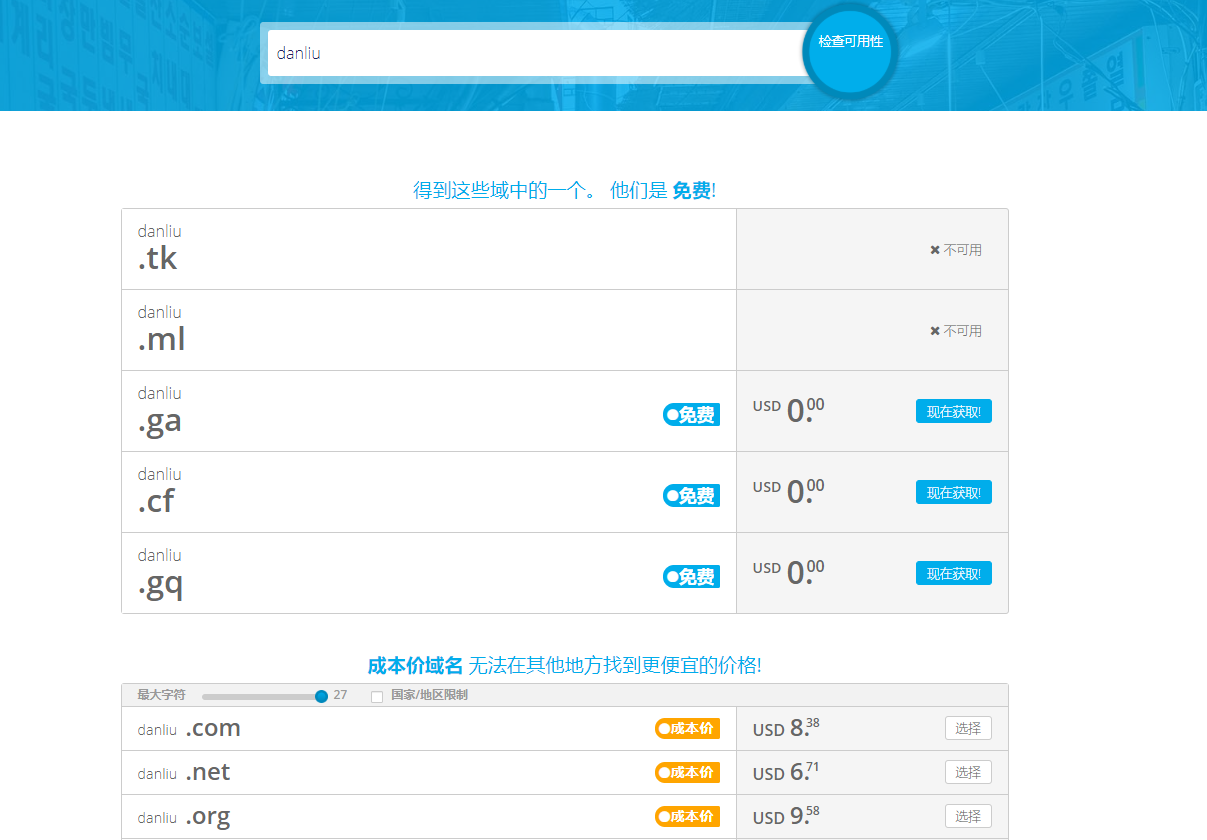 danliu
检查可用性
得到这些域中的一个。 他们是 免费!
danliu
.tk
不可用
danliu
.ml
不可用
danliu
.ga
免费
USD 0.00
现在获取!
danliu
.cf
免费
USD 0.00
现在获取!
danliu
.gq
免费
USD 0.00
现在获取!
成本价域名 无法在其他地方找到更便宜的价格!
最大字符 27 国家/地区限制
danliu .com 成本价 USD 8.38 选择
danliu .net 成本价 USD 6.71 选择
danliu .org 成本价 USD 9.58 选择